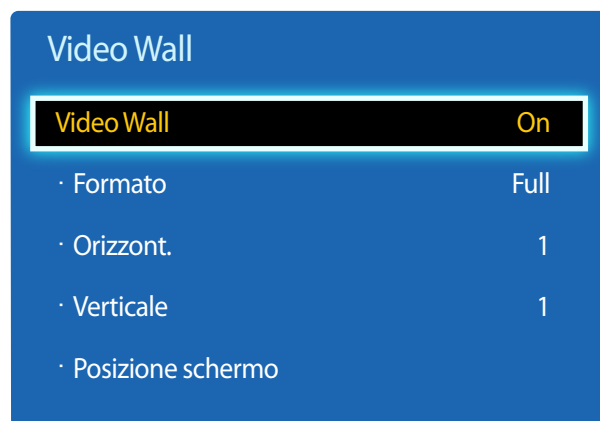 Video Wall
Video Wall On
· Formato Full
· Orizzont. 1
· Verticale 1
· Posizione schermo